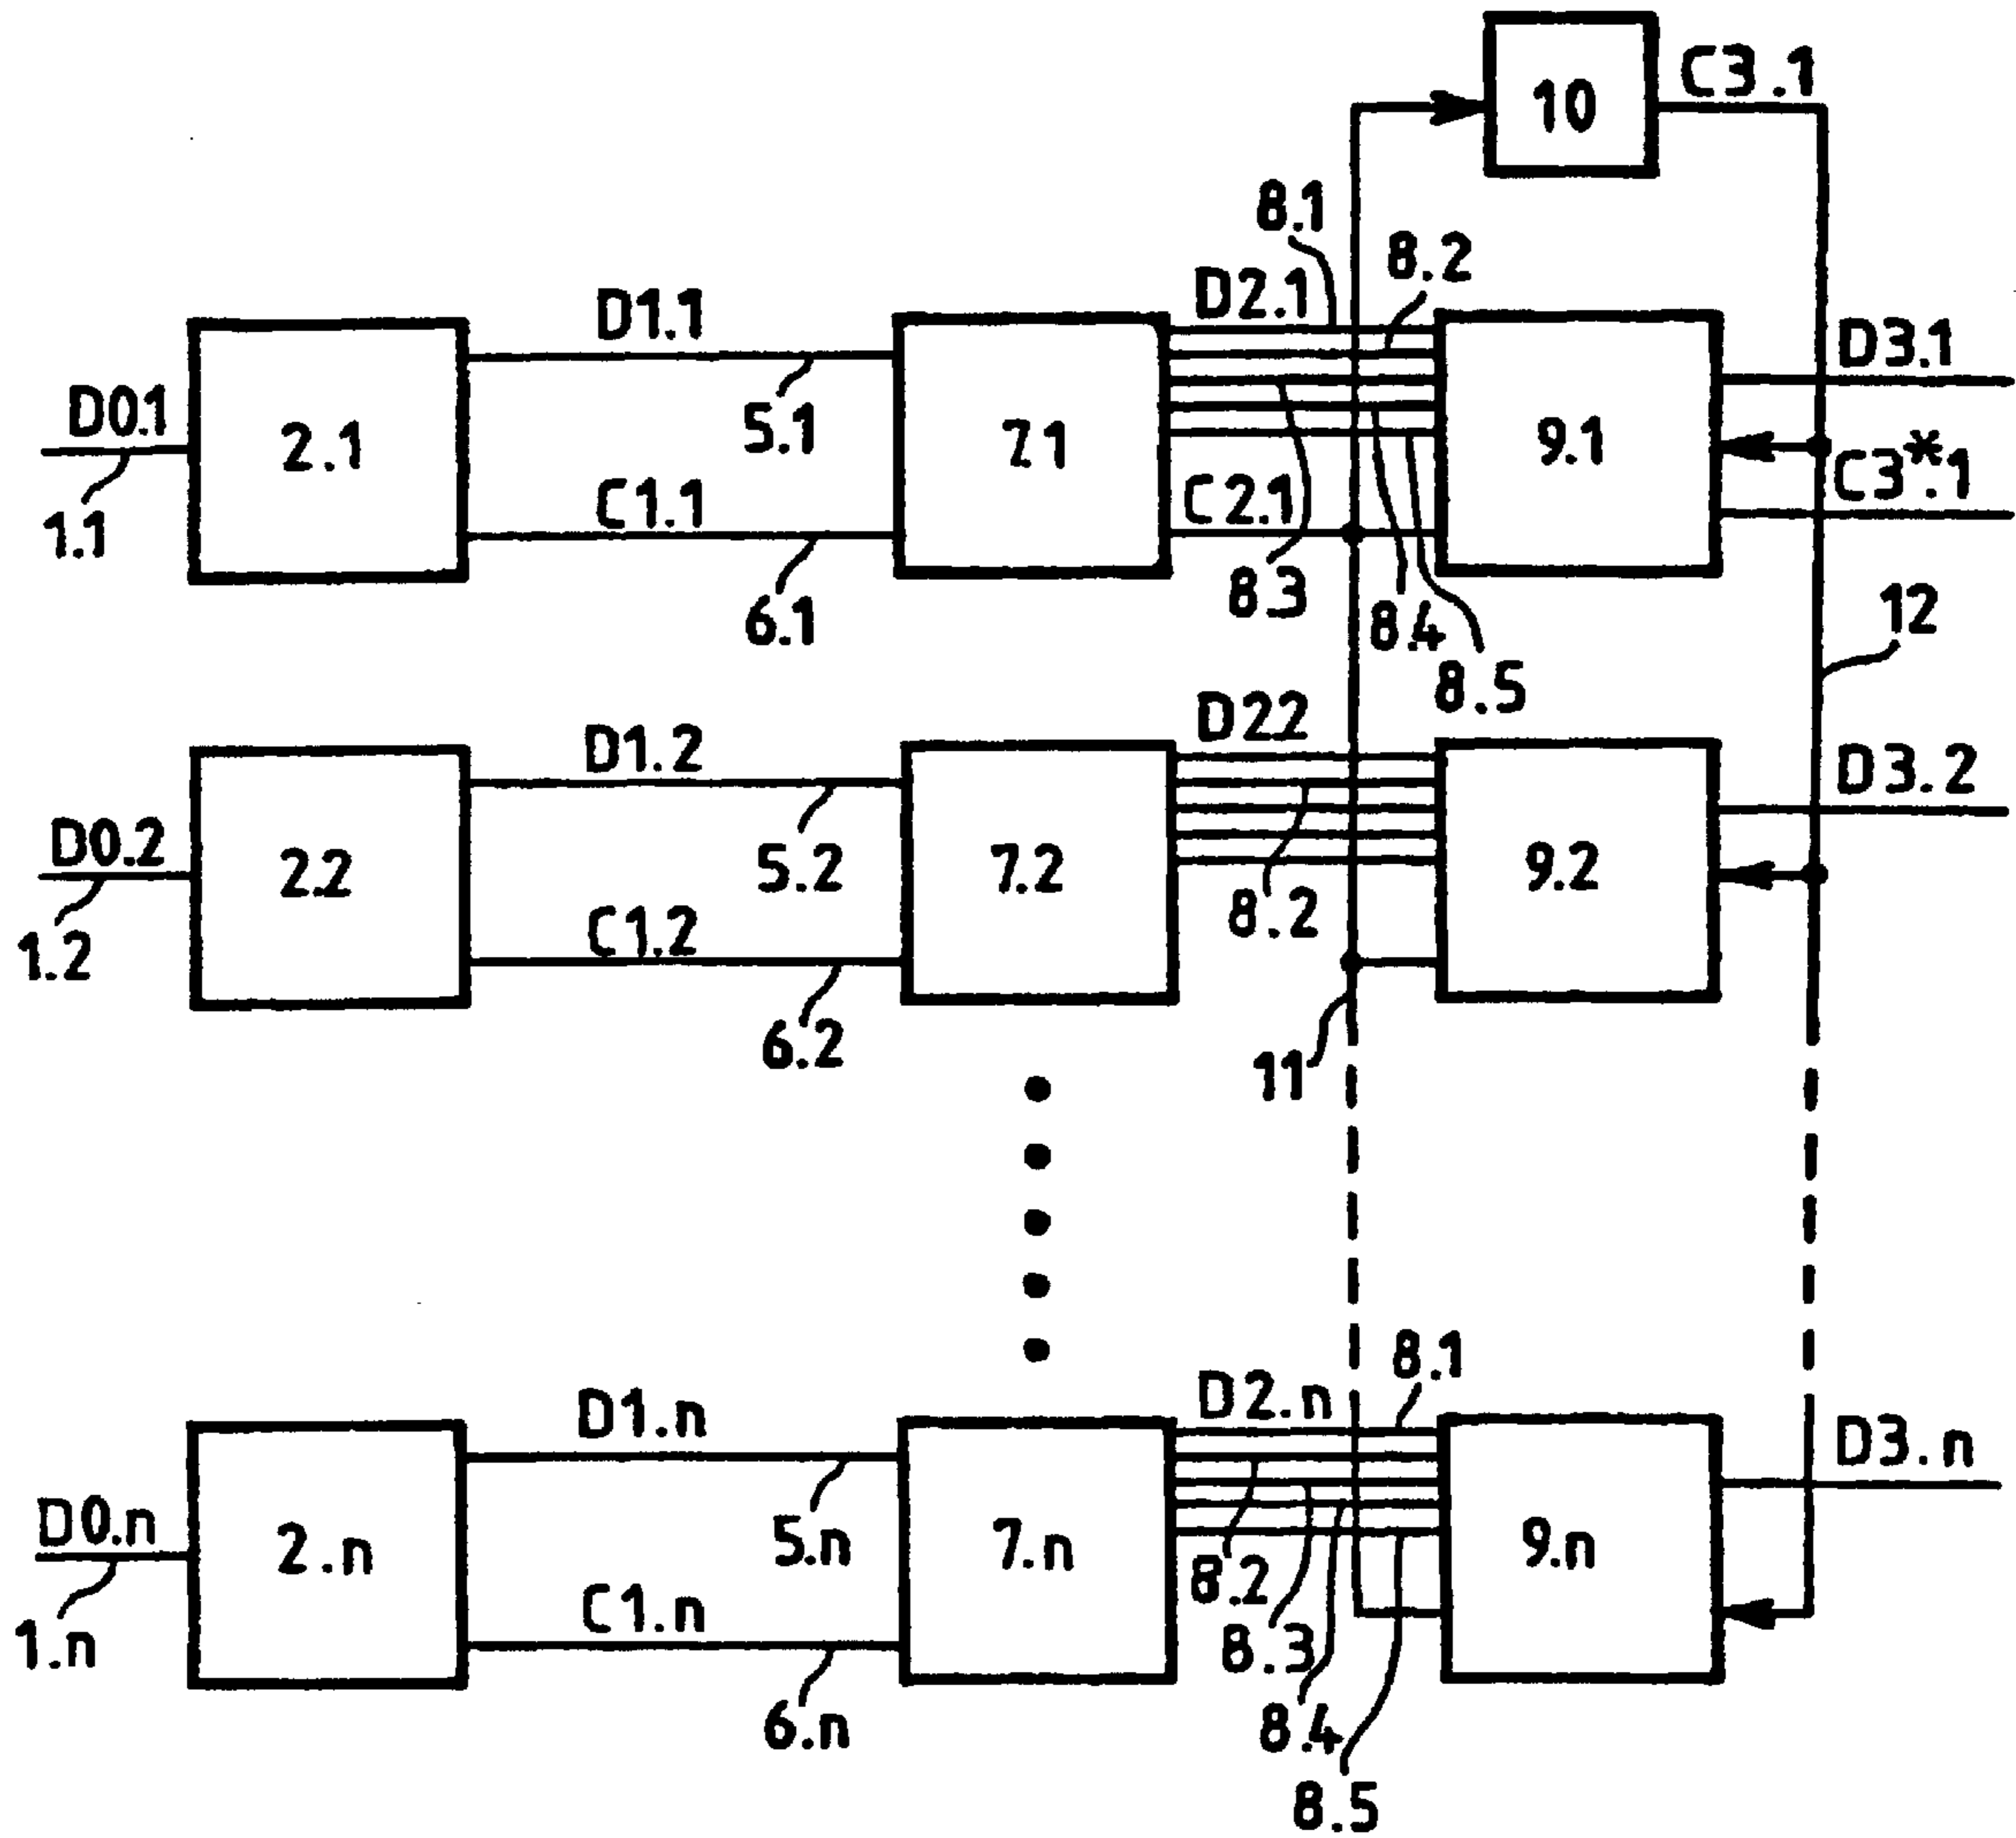 10
C3.1
8.1
8.2
D2.1
D1.1
D3.1
D0.1
2.1
5.1
7.1
9.1
C3*.1
C1.1
C2.1
1.1
8.3
6.1
8.4
12
8.5
D22
D1.2
D3.2
D0.2
2.2
5.2
7.2
9.2
8.2
C1.2
1.2
6.2
11
8.1
D2.n
D1.n
D3.n
D0.n
2.n
5.n
7.n
9.n
8.2
C1.n
1.n
8.3
6.n
8.4
8.5